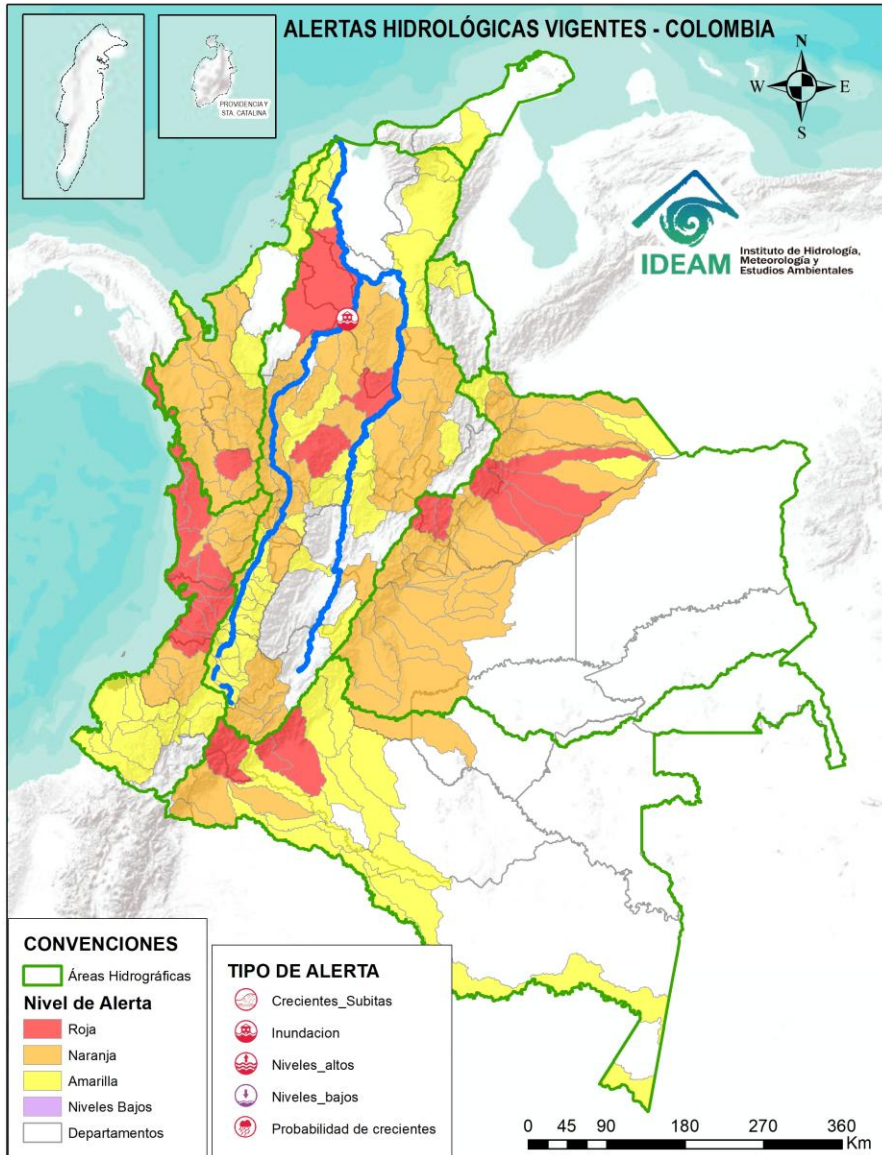 ALERTAS HIDROLÓGICAS VIGENTES - COLOMBIA
PROVIDENCIA Y
STA. CATALINA
N
W
E
S
IDEAM
Instituto de Hidrología,
Meteorología y
Estudios Ambientales
CONVENCIONES
Áreas Hidrográficas
Nivel de Alerta
Roja
Naranja
Amarilla
Niveles Bajos
Departamentos
TIPO DE ALERTA
Crecientes_Subitas
Inundacion
Niveles_altos
Niveles_bajos
Probabilidad de crecientes
0 45 90 180 270 360
Km